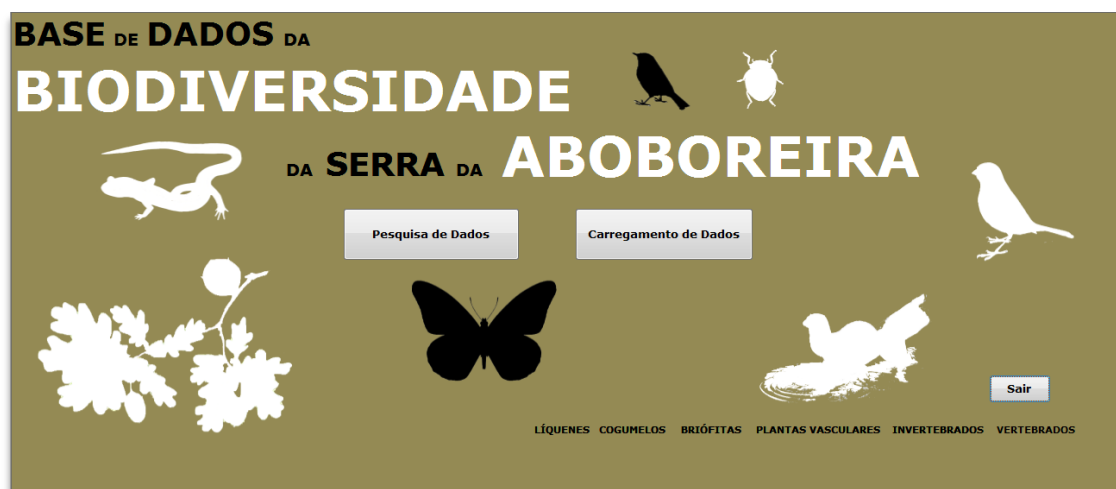 BASE DE DADOS DA
BIODIVERSIDADE
DA SERRA DA ABOBOREIRA
Pesquisa de Dados
Carregamento de Dados
Sair
LÍQUENES COGUMELOS BRIÓFITAS PLANTAS VASCULARES INVERTEBRADOS VERTEBRADOS